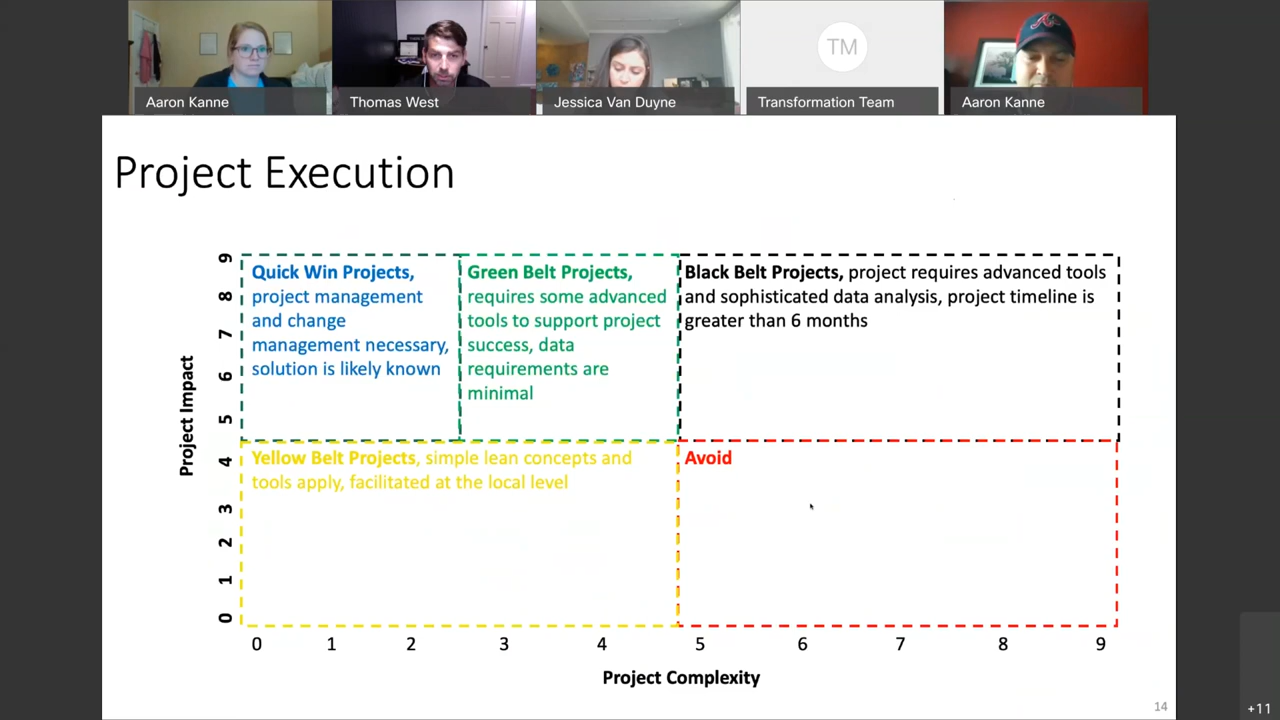 TM
Aaron Kanne
Thomas West
Jessica Van Duyne
Transformation Team
Aaron Kanne
Project Execution
Project Impact
9
8
7
6
5
4
3
2
1
0
Quick Win Projects,
project management
and change
management necessary,
solution is likely known
Green Belt Projects,
requires some advanced
tools to support project
success, data
requirements are
minimal
Black Belt Projects, project requires advanced tools
and sophisticated data analysis, project timeline is
greater than 6 months
Yellow Belt Projects, simple lean concepts and
tools apply, facilitated at the local level
Avoid
0 1 2 3 4 5 6 7 8 9
Project Complexity
14
+11